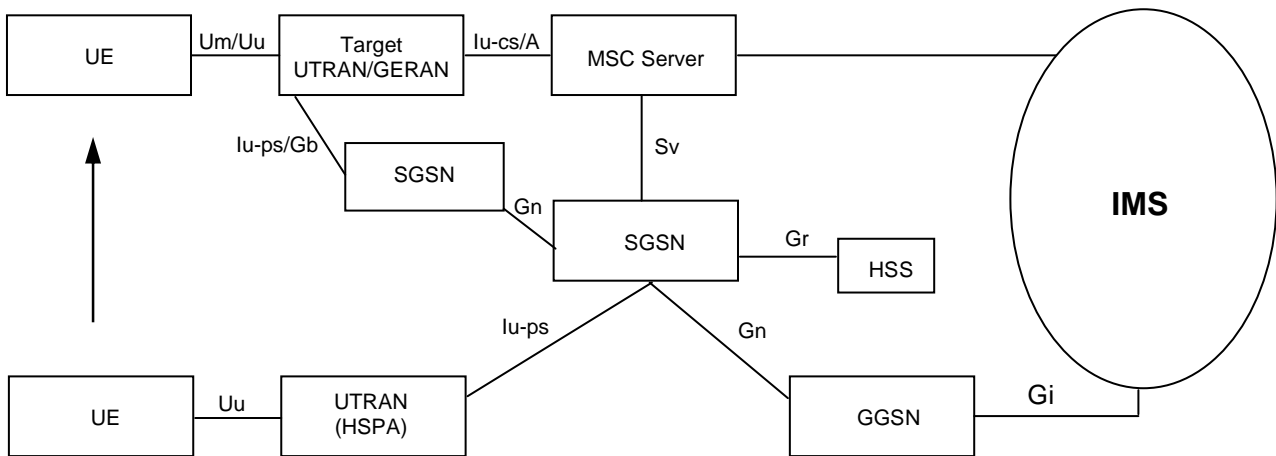 UE
Um/Uu
Target
UTRAN/GERAN
Iu-cs/A
MSC Server
Iu-ps/Gb
SGSN
Gn
Sv
SGSN
Gr
HSS
IMS
Iu-ps
Gn
UE
Uu
UTRAN
(HSPA)
GGSN
Gi